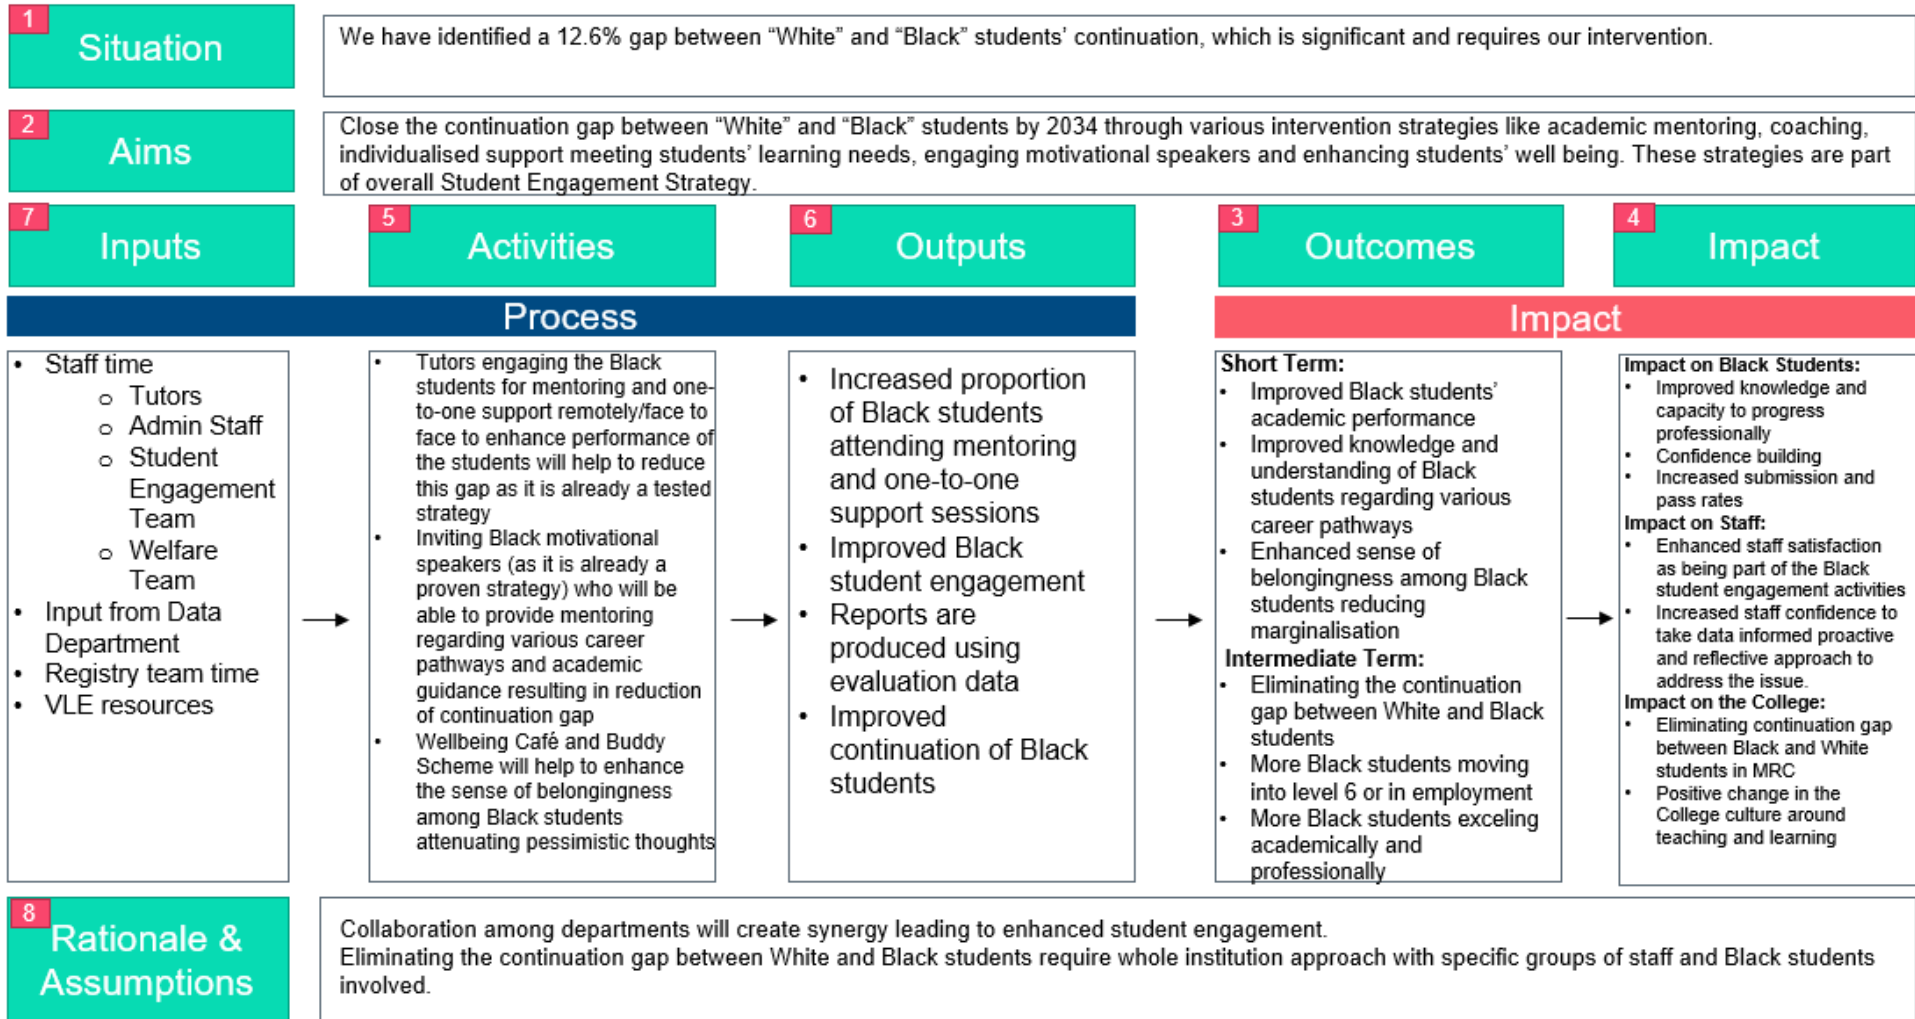 1
Situation
We have identified a 12.6% gap between “White” and “Black” students’ continuation, which is significant and requires our intervention.
2
Aims
Close the continuation gap between “White” and “Black” students by 2034 through various intervention strategies like academic mentoring, coaching,
individualised support meeting students’ learning needs, engaging motivational speakers and enhancing students’ well being. These strategies are part
of overall Student Engagement Strategy.
7
Inputs
5
Activities
6
Outputs
3
Outcomes
4
Impact
Process
Impact
• Staff time
o Tutors
o Admin Staff
o Student
Engagement
Team
o Welfare
Team
• Input from Data
Department
• Registry team time
• VLE resources
• Tutors engaging the Black
students for mentoring and one-
to-one support remotely/face to
face to enhance performance of
the students will help to reduce
this gap as it is already a tested
strategy
• Inviting Black motivational
speakers (as it is already a
proven strategy) who will be
able to provide mentoring
regarding various career
pathways and academic
guidance resulting in reduction
of continuation gap
• Wellbeing Café and Buddy
Scheme will help to enhance
the sense of belongingness
among Black students
attenuating pessimistic thoughts
• Increased proportion
of Black students
attending mentoring
and one-to-one
support sessions
• Improved Black
student engagement
• Reports are
produced using
evaluation data
• Improved
continuation of Black
students
Short Term:
• Improved Black students’
academic performance
• Improved knowledge and
understanding of Black
students regarding various
career pathways
• Enhanced sense of
belongingness among Black
students reducing
marginalisation
Intermediate Term:
• Eliminating the continuation
gap between White and Black
students
• More Black students moving
into level 6 or in employment
• More Black students exceling
academically and
professionally
Impact on Black Students:
• Improved knowledge and
capacity to progress
professionally
• Confidence building
• Increased submission and
pass rates
Impact on Staff:
• Enhanced staff satisfaction
as being part of the Black
student engagement activities
• Increased staff confidence to
take data informed proactive
and reflective approach to
address the issue.
Impact on the College:
• Eliminating continuation gap
between Black and White
students in MRC
• Positive change in the
College culture around
teaching and learning
8
Rationale &
Assumptions
Collaboration among departments will create synergy leading to enhanced student engagement.
Eliminating the continuation gap between White and Black students require whole institution approach with specific groups of staff and Black students
involved.